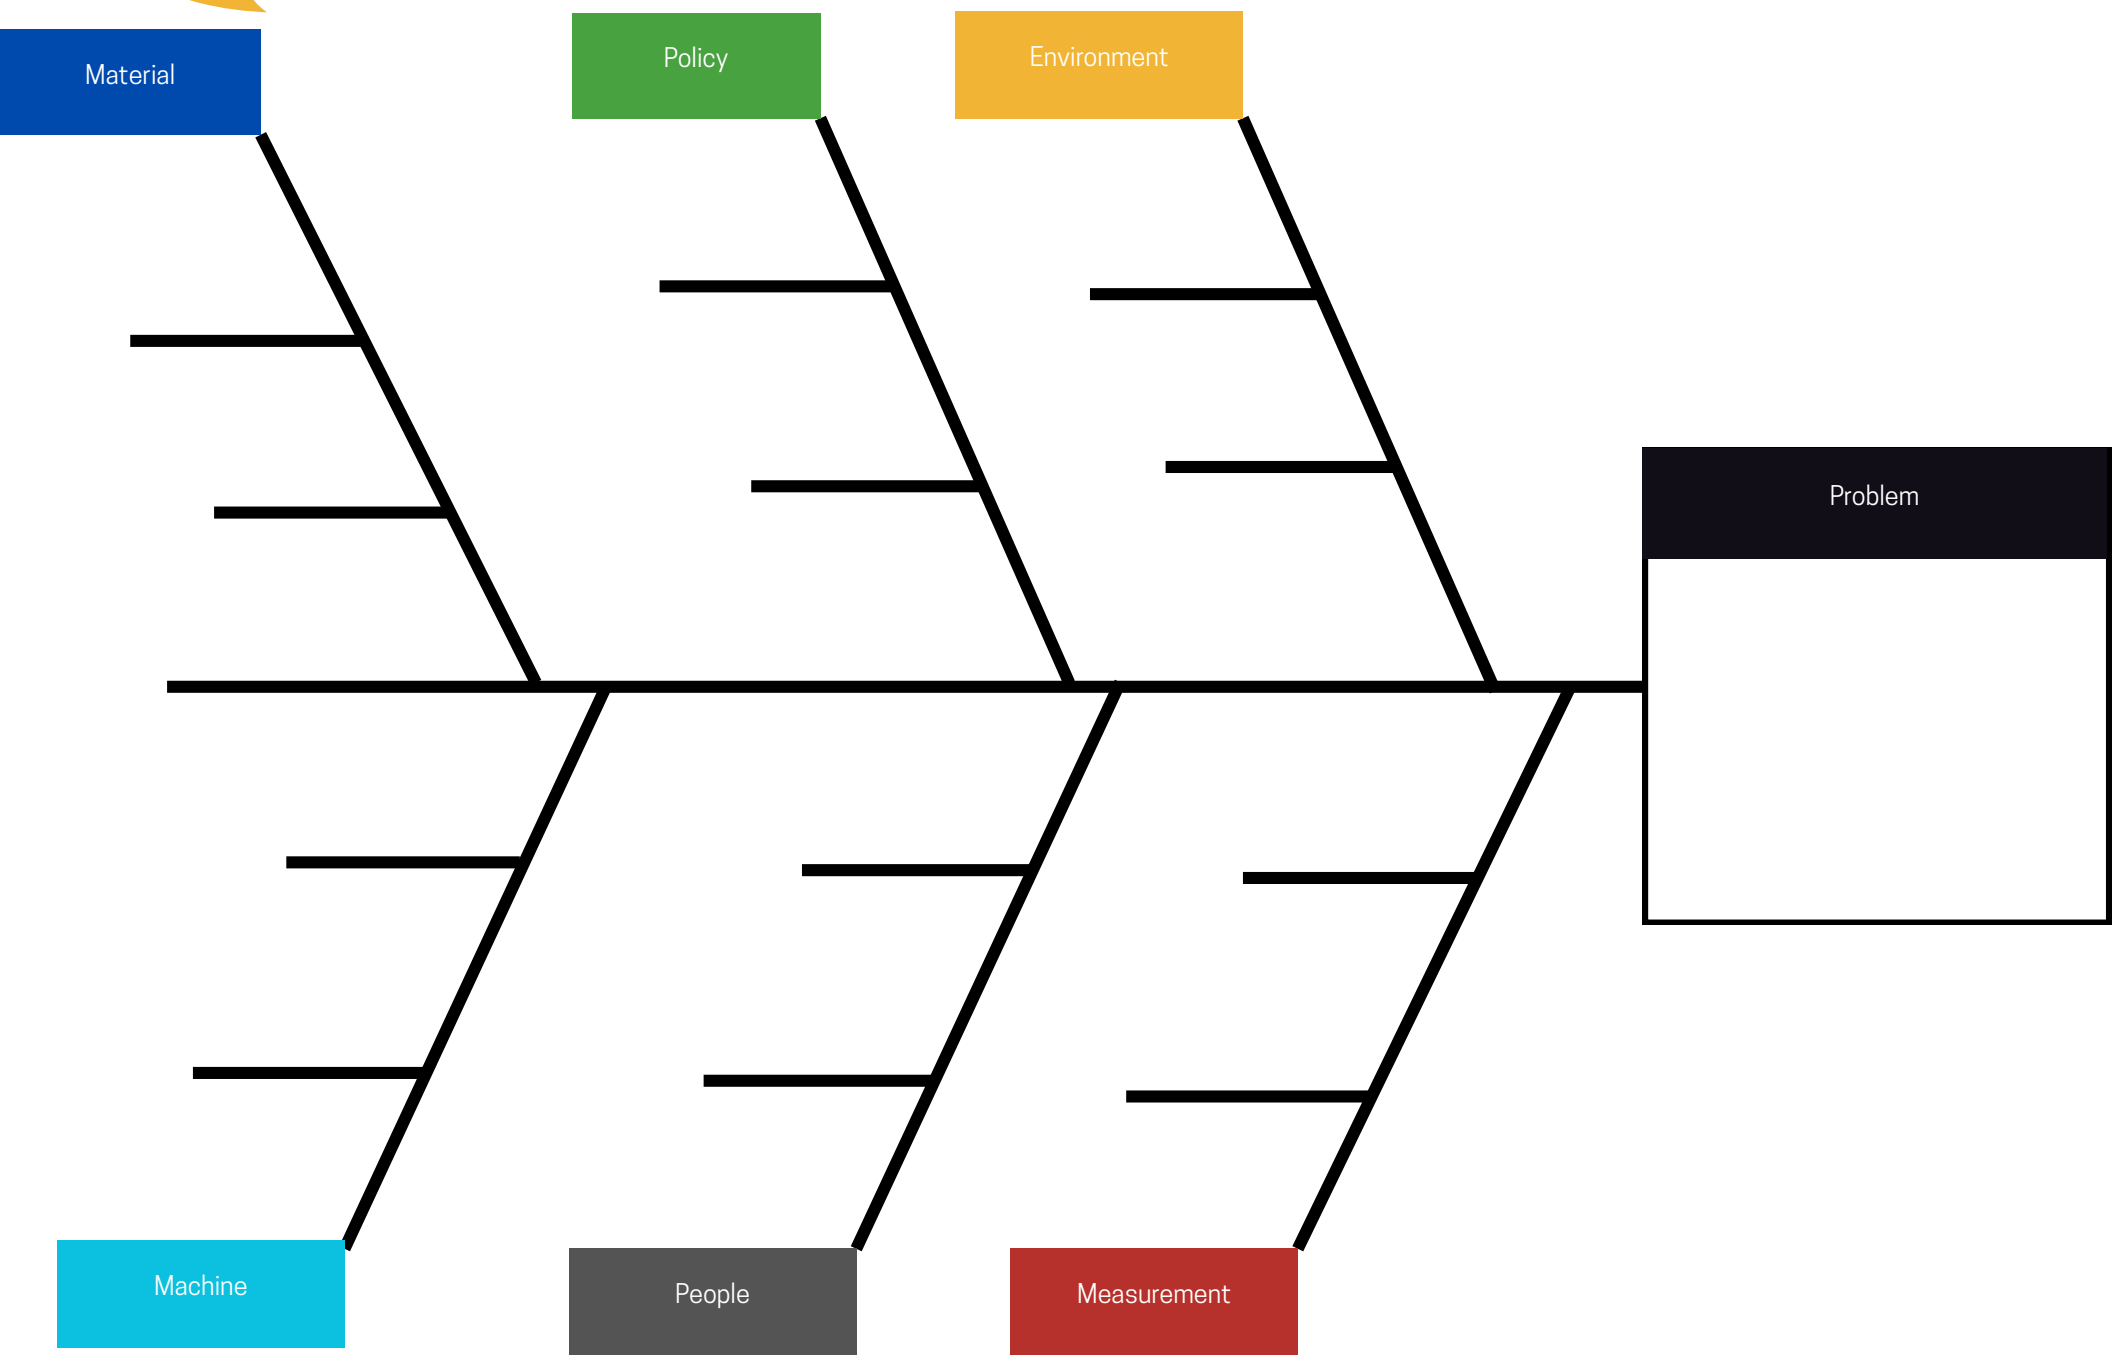 Material
Policy
Environment
Problem
Machine
People
Measurement